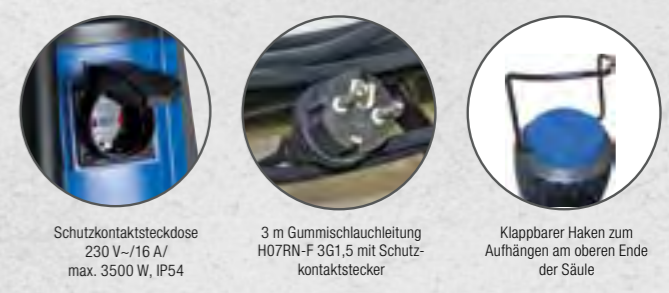 Schutzkontaktsteckdose
230 V~/16 A/
max. 3500 W, IP54
3 m Gummischlauchleitung
H07RN-F 3G1,5 mit Schutz-
kontaktstecker
Klappbarer Haken zum
Aufhängen am oberen Ende
der Säule